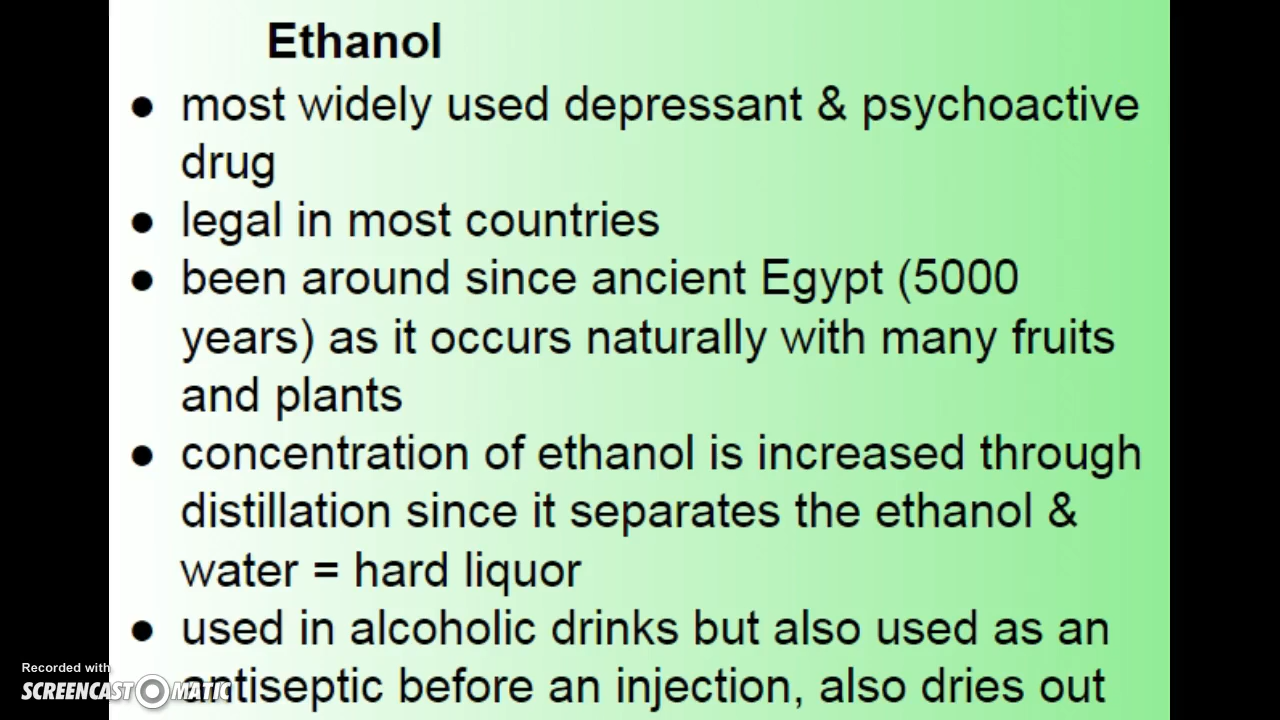 Ethanol
● most widely used depressant & psychoactive
drug
● legal in most countries
● been around since ancient Egypt (5000
years) as it occurs naturally with many fruits
and plants
● concentration of ethanol is increased through
distillation since it separates the ethanol &
water = hard liquor
● used in alcoholic drinks but also used as an
antiseptic before an injection, also dries out
Recorded with
SCREENCAST-O-MATIC